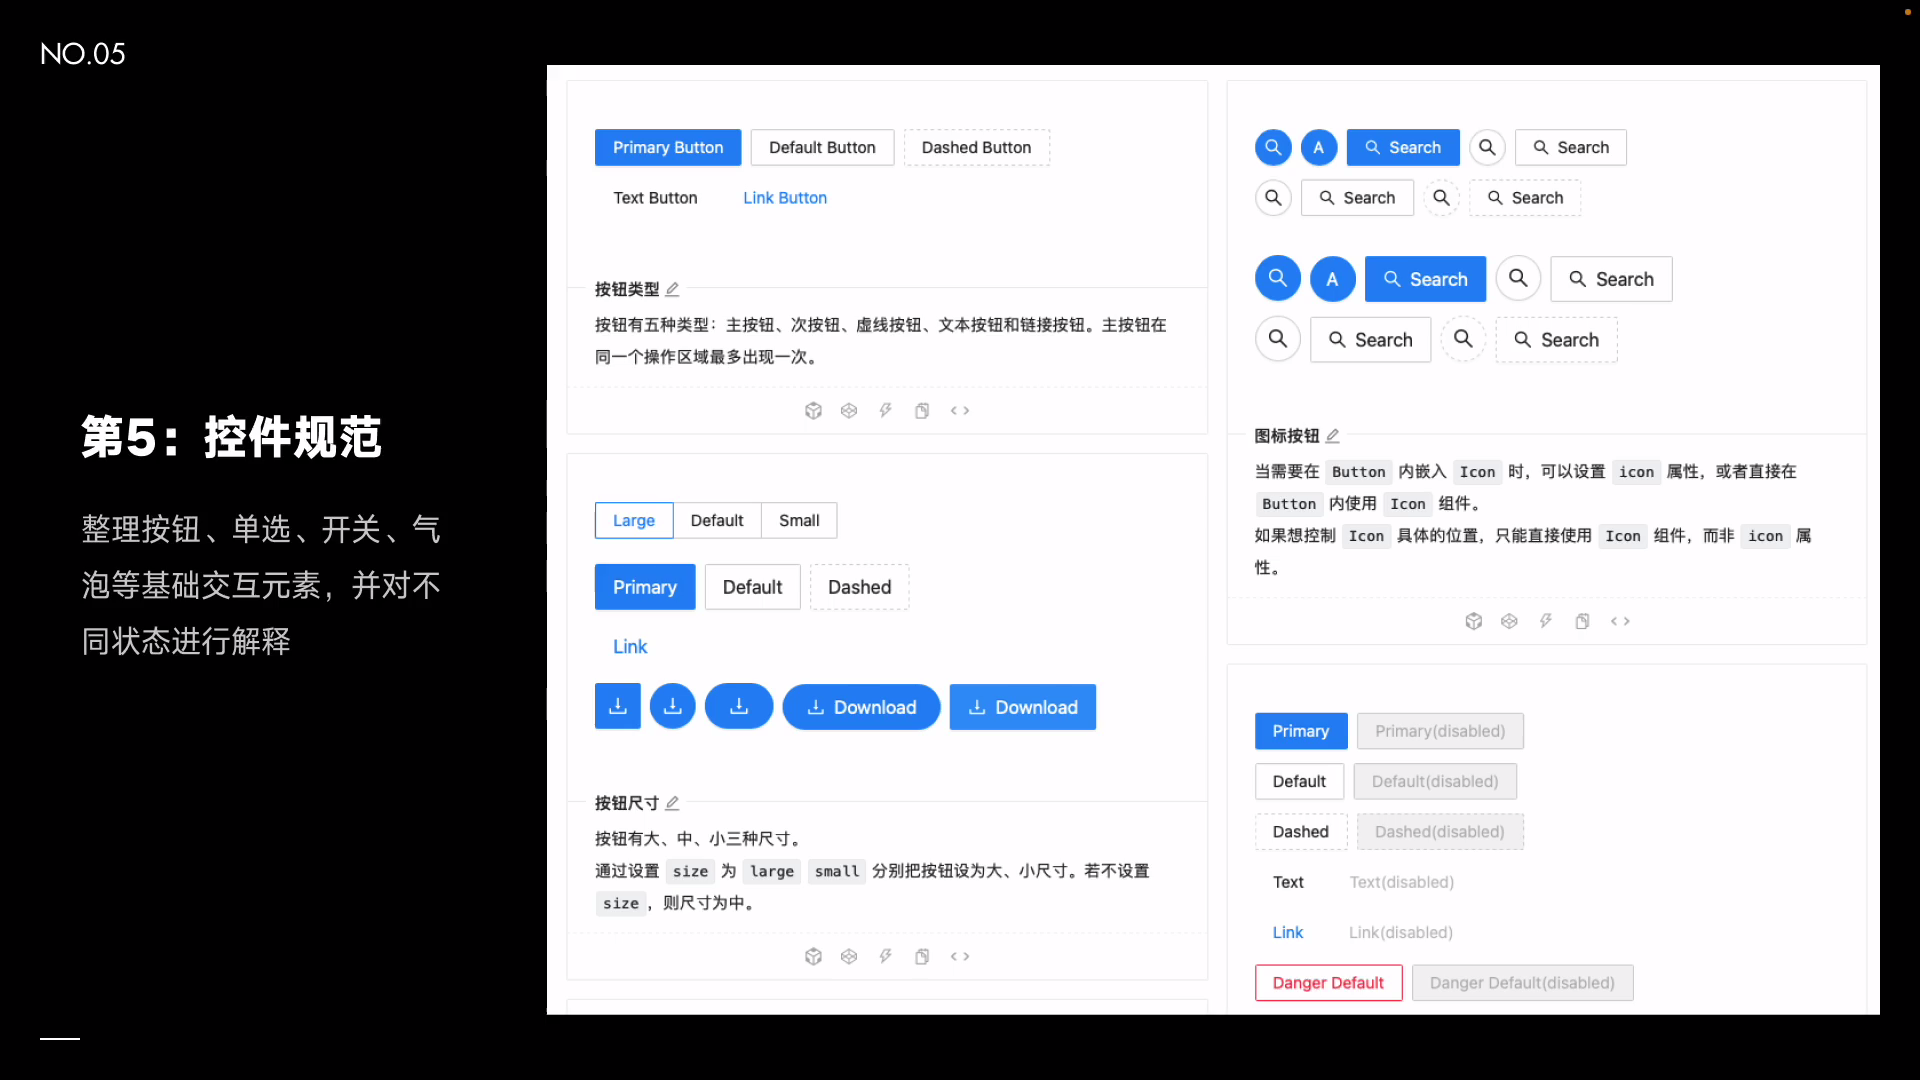 NO.05
第5：控件规范
整理按钮、单选、开关、气
泡等基础交互元素，并对不
同状态进行解释
Primary Button Default Button Dashed Button
Text Button Link Button
按钮类型
按钮有五种类型：主按钮、次按钮、虚线按钮、文本按钮和链接按钮。主按钮在
同一个操作区域最多出现一次。
Large Default Small
Primary Default Dashed
Link
Download Download
按钮尺寸
按钮有大、中、小三种尺寸。
通过设置 size 为 large small 分别把按钮设为大、小尺寸。若不设置
size，则尺寸为中。
A Search Search
Search Search
A Search Search
Search Search
图标按钮
当需要在 Button 内嵌入 Icon 时，可以设置 icon 属性，或者直接在
Button 内使用 Icon 组件。
如果想控制 Icon 具体的位置，只能直接使用 Icon 组件，而非 icon 属
性。
Primary Primary(disabled)
Default Default(disabled)
Dashed Dashed(disabled)
Text Text(disabled)
Link Link(disabled)
Danger Default Danger Default(disabled)